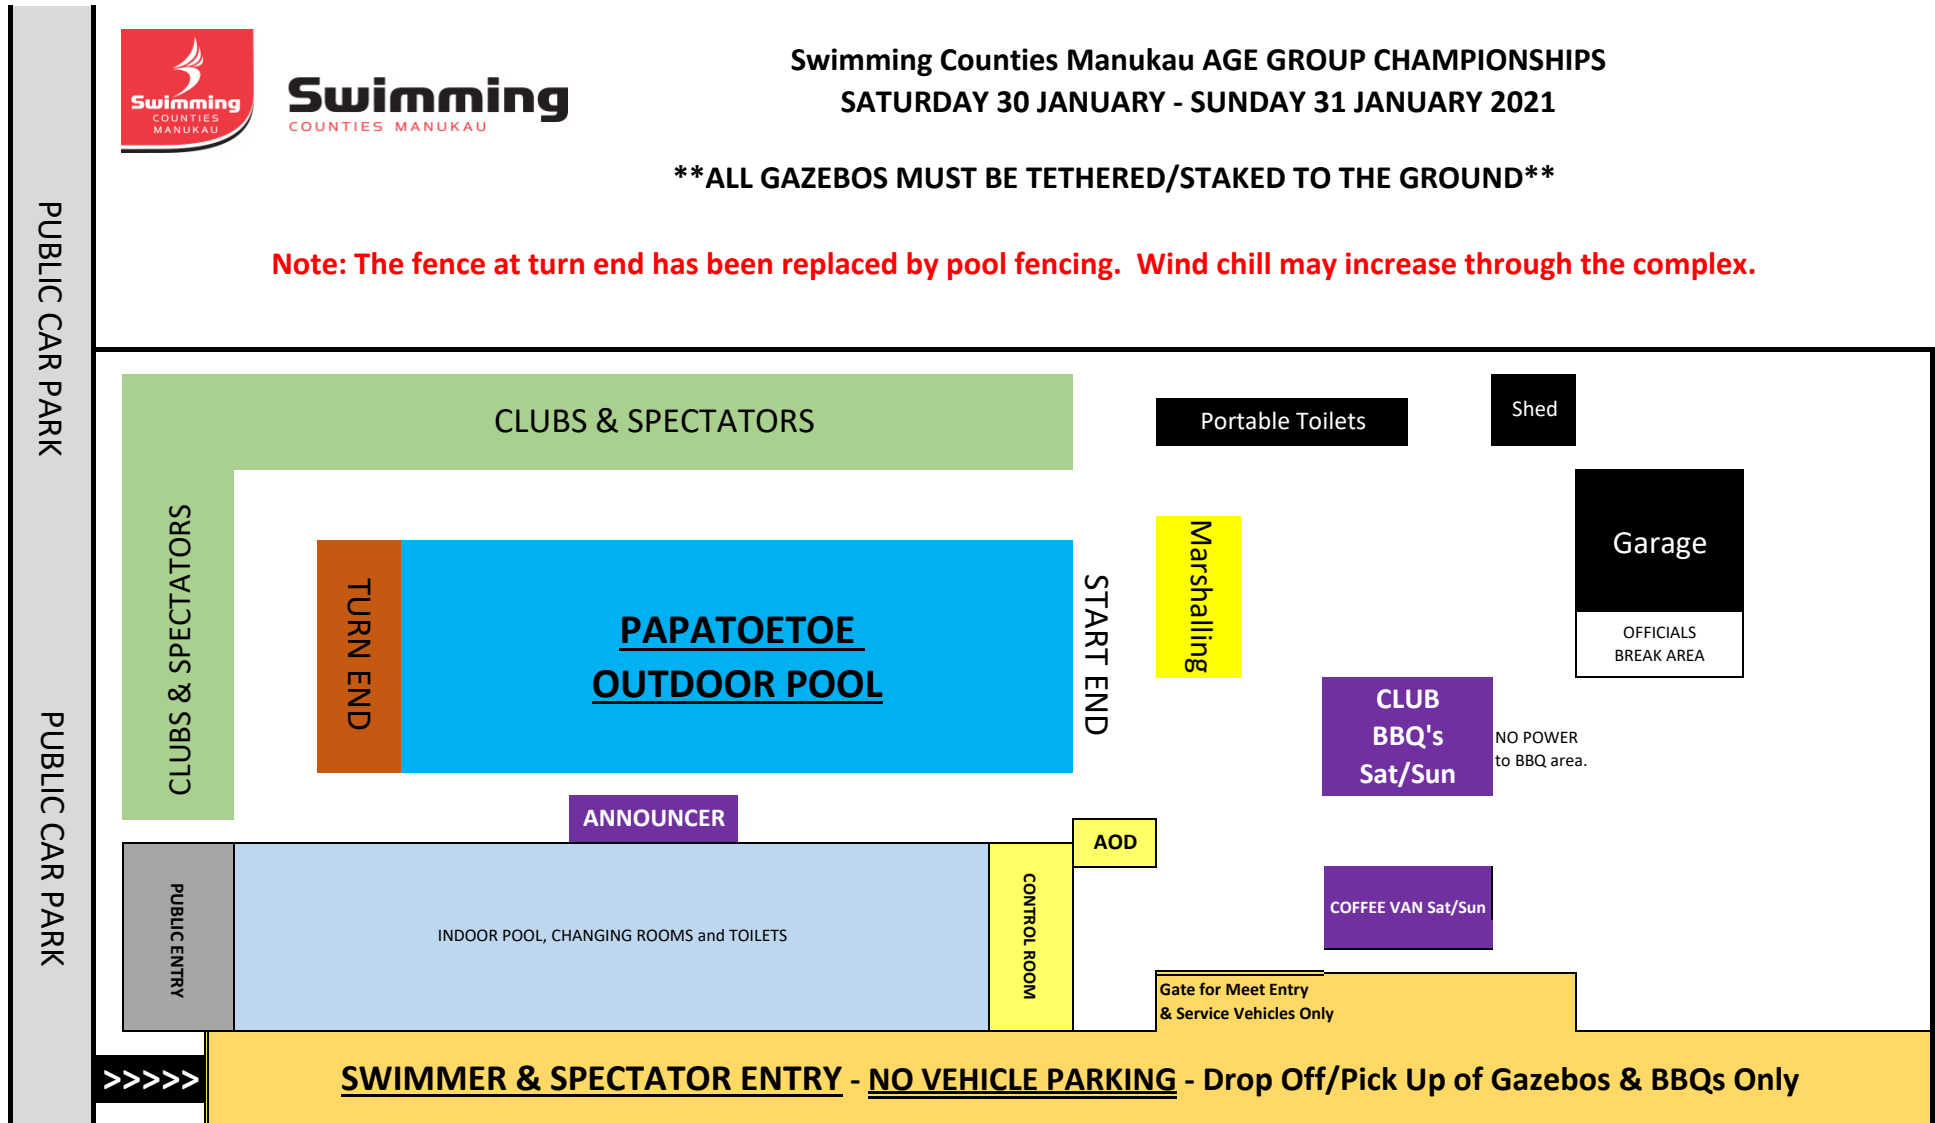 Swimming
COUNTIES
MANUKAU
Swimming
COUNTIES MANUKAU
Swimming Counties Manukau AGE GROUP CHAMPIONSHIPS
SATURDAY 30 JANUARY - SUNDAY 31 JANUARY 2021
**ALL GAZEBOS MUST BE TETHERED/STAKED TO THE GROUND**
Note: The fence at turn end has been replaced by pool fencing.  Wind chill may increase through the complex.
PUBLIC CAR PARK
PUBLIC CAR PARK
CLUBS & SPECTATORS
Portable Toilets
Shed
CLUBS & SPECTATORS
TURN END
PAPATOETOE
OUTDOOR POOL
START END
Marshalling
Garage
OFFICIALS
BREAK AREA
CLUB
BBQ's
Sat/Sun
NO POWER
to BBQ area.
ANNOUNCER
AOD
PUBLIC ENTRY
INDOOR POOL, CHANGING ROOMS and TOILETS
CONTROL ROOM
COFFEE VAN Sat/Sun
Gate for Meet Entry
& Service Vehicles Only
>>>>>
SWIMMER & SPECTATOR ENTRY - NO VEHICLE PARKING - Drop Off/Pick Up of Gazebos & BBQs Only